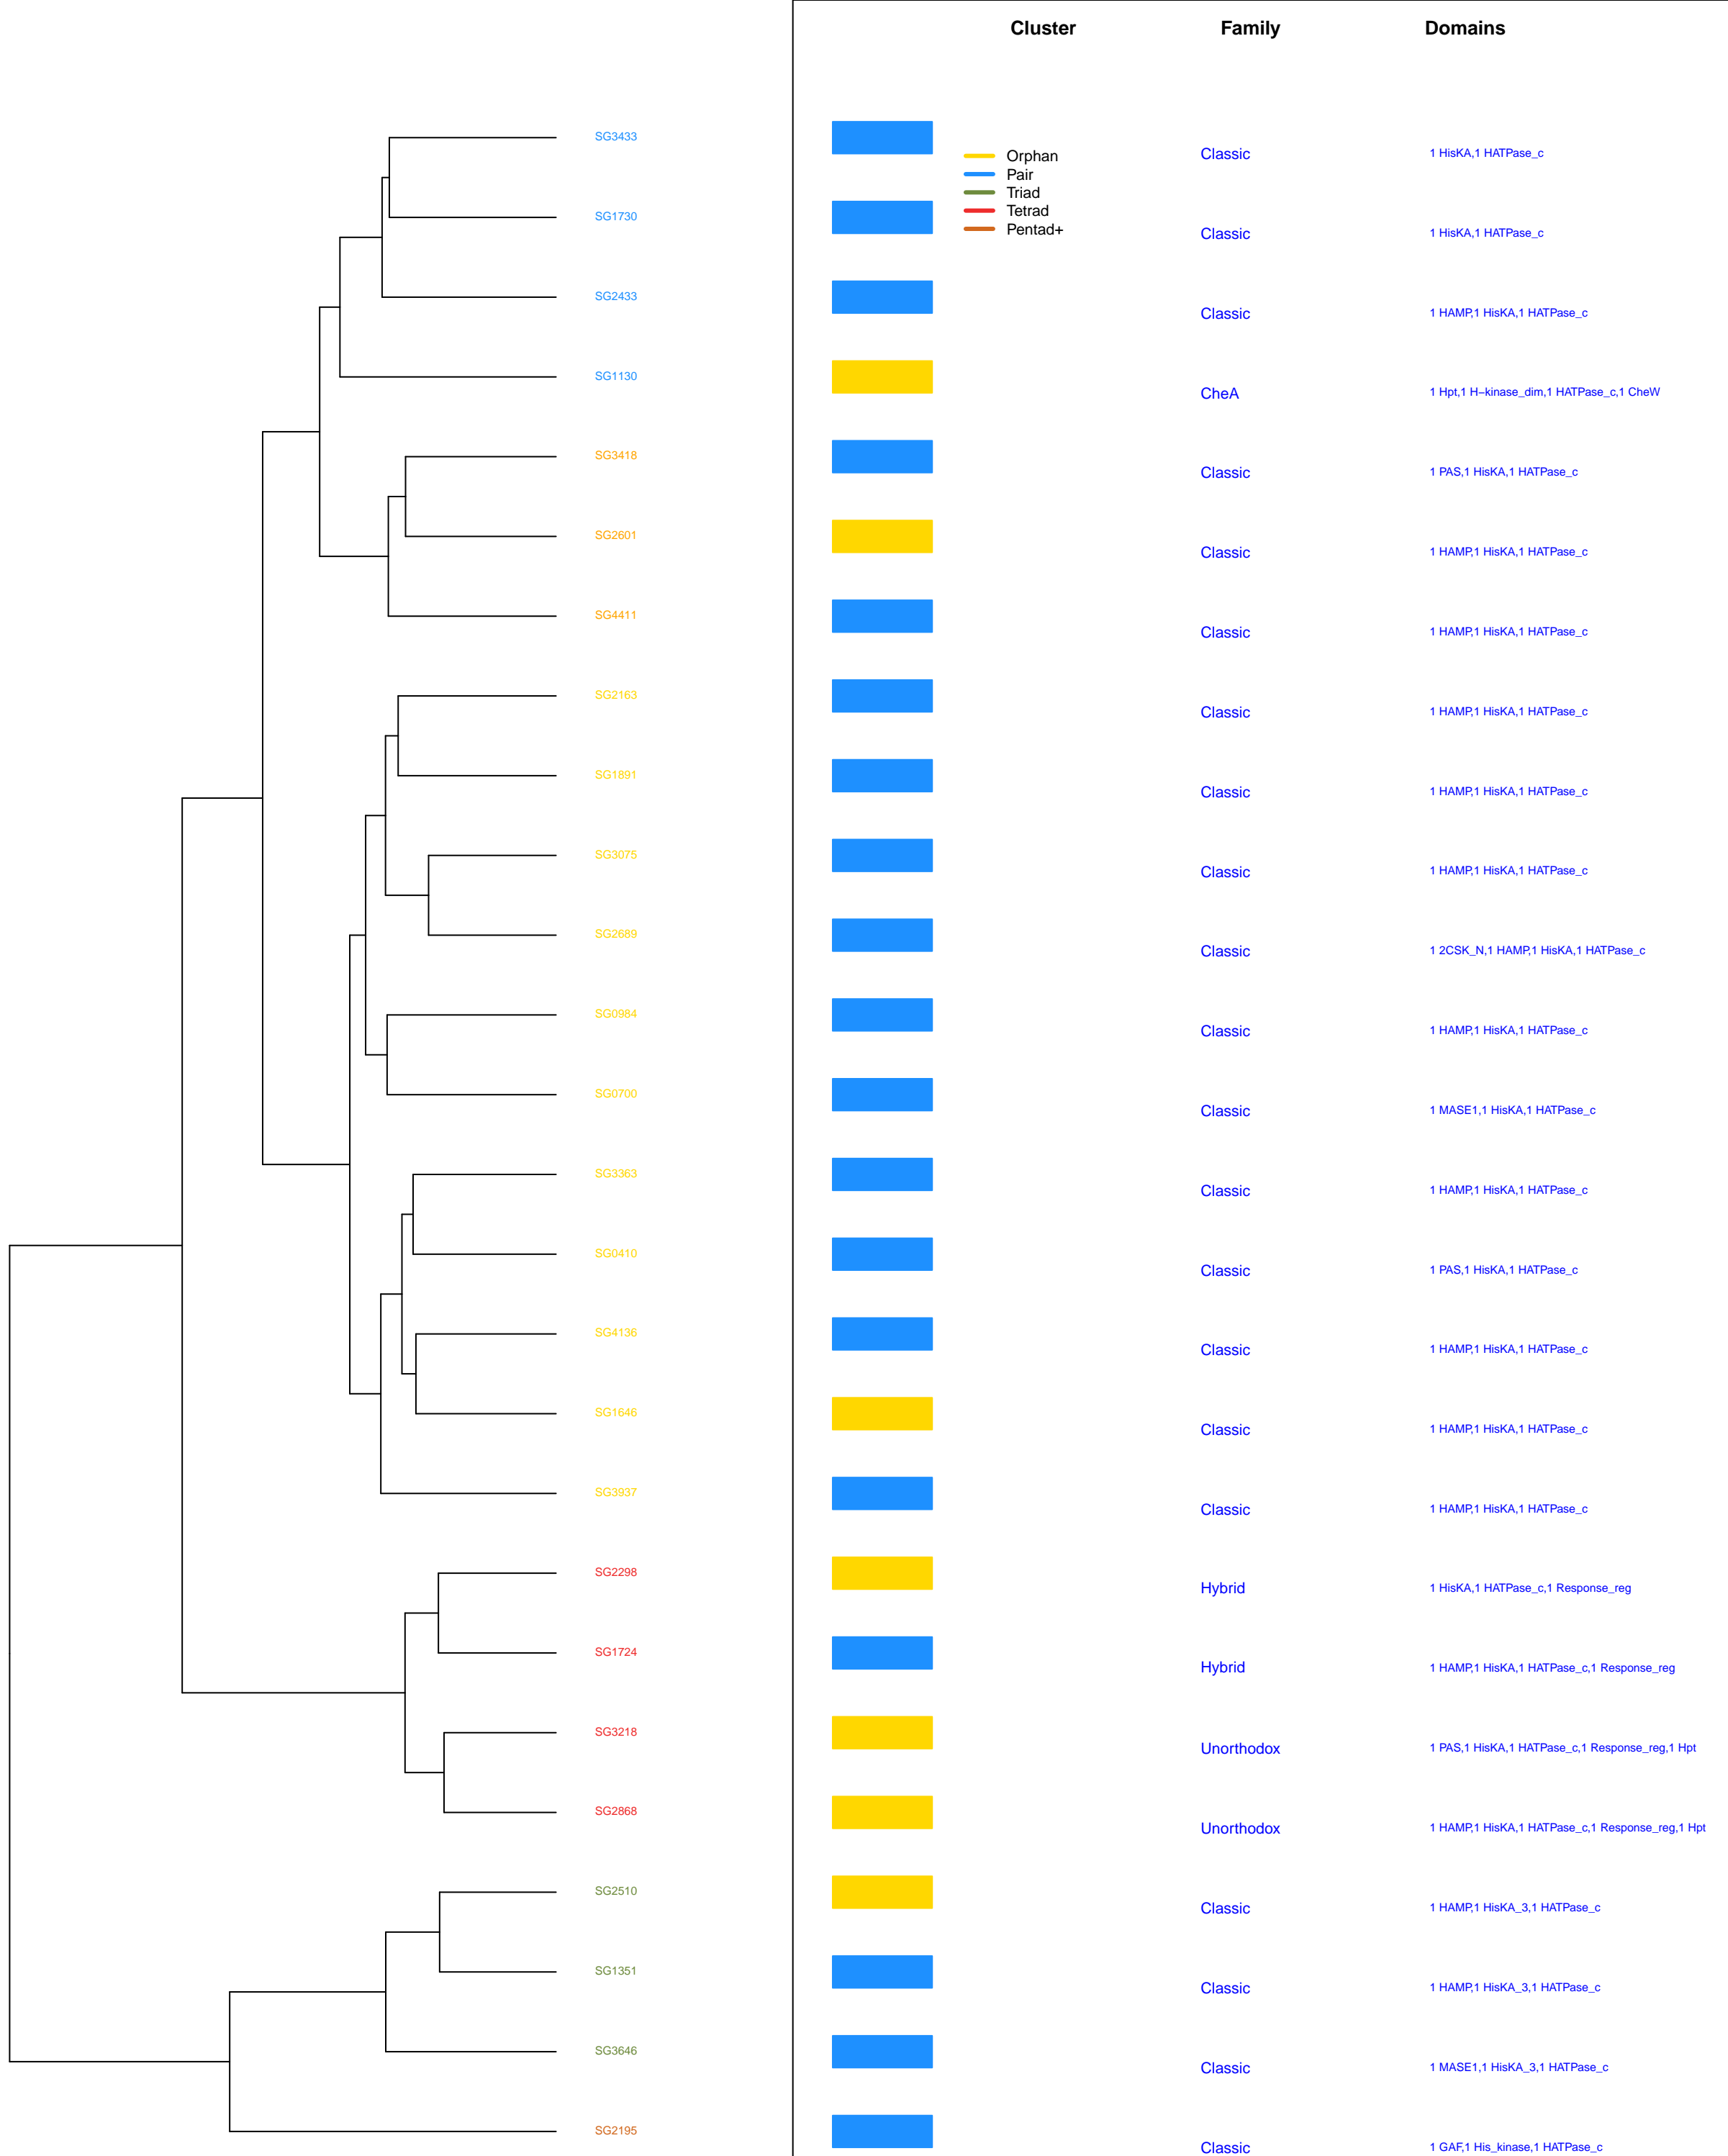 Cluster Family Domains
SG3433 Classic 1 HisKA,1 HATPase_c
Orphan
Pair
Triad
Tetrad
Pentad+
SG1730 Classic 1 HisKA,1 HATPase_c
SG2433 Classic 1 HAMP,1 HisKA,1 HATPase_c
SG1130 CheA 1 Hpt,1 H−kinase_dim,1 HATPase_c,1 CheW
SG3418 Classic 1 PAS,1 HisKA,1 HATPase_c
SG2601 Classic 1 HAMP,1 HisKA,1 HATPase_c
SG4411 Classic 1 HAMP,1 HisKA,1 HATPase_c
SG2163 Classic 1 HAMP,1 HisKA,1 HATPase_c
SG1891 Classic 1 HAMP,1 HisKA,1 HATPase_c
SG3075 Classic 1 HAMP,1 HisKA,1 HATPase_c
SG2689 Classic 1 2CSK_N,1 HAMP,1 HisKA,1 HATPase_c
SG0984 Classic 1 HAMP,1 HisKA,1 HATPase_c
SG0700 Classic 1 MASE1,1 HisKA,1 HATPase_c
SG3363 Classic 1 HAMP,1 HisKA,1 HATPase_c
SG0410 Classic 1 PAS,1 HisKA,1 HATPase_c
SG4136 Classic 1 HAMP,1 HisKA,1 HATPase_c
SG1646 Classic 1 HAMP,1 HisKA,1 HATPase_c
SG3937 Classic 1 HAMP,1 HisKA,1 HATPase_c
SG2298 Hybrid 1 HisKA,1 HATPase_c,1 Response_reg
SG1724 Hybrid 1 HAMP,1 HisKA,1 HATPase_c,1 Response_reg
SG3218 Unorthodox 1 PAS,1 HisKA,1 HATPase_c,1 Response_reg,1 Hpt
SG2868 Unorthodox 1 HAMP,1 HisKA,1 HATPase_c,1 Response_reg,1 Hpt
SG2510 Classic 1 HAMP,1 HisKA_3,1 HATPase_c
SG1351 Classic 1 HAMP,1 HisKA_3,1 HATPase_c
SG3646 Classic 1 MASE1,1 HisKA_3,1 HATPase_c
SG2195 Classic 1 GAF,1 His_kinase,1 HATPase_c